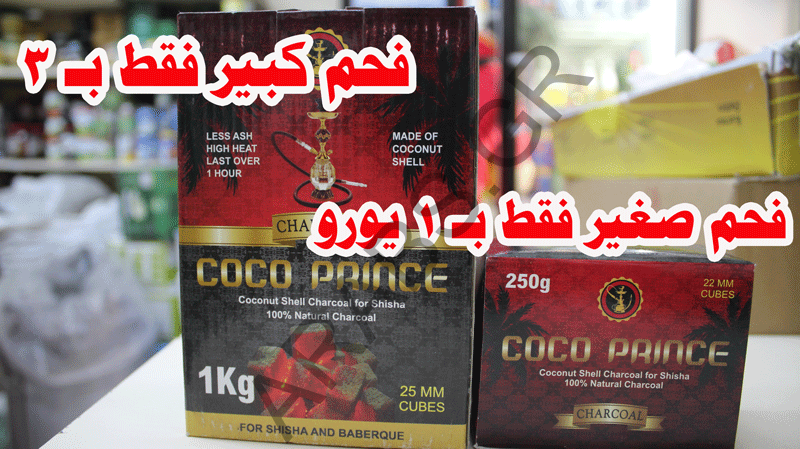 فحم كبير فقط بـ ٣
LESS ASH
HIGH HEAT
LAST OVER
1 HOUR
MADE OF
COCONUT
SHELL
فحم صغير فقط بـ ١ يورو
COCO PRINCE
Coconut Shell Charcoal for Shisha
100% Natural Charcoal
1Kg
25 MM
CUBES
FOR SHISHA AND BABERQUE
250g
22 MM
CUBES
COCO PRINCE
Coconut Shell Charcoal for Shisha
100% Natural Charcoal
CHARCOAL